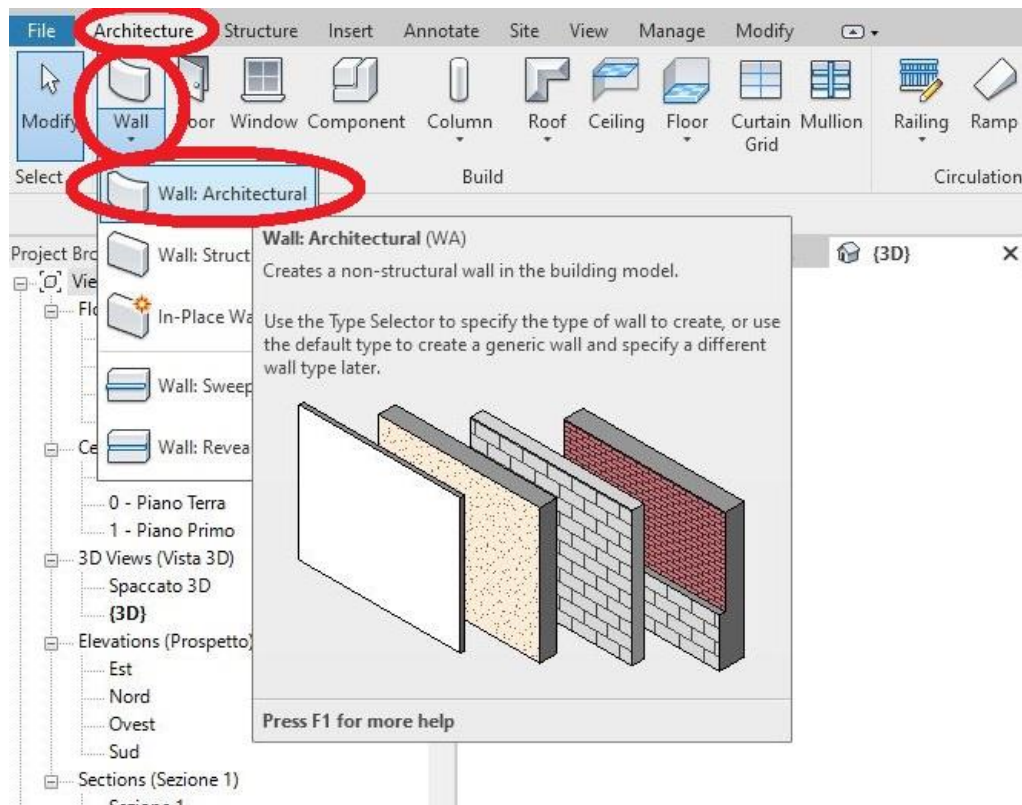 File Architecture Structure Insert Annotate Site View Manage Modify
Modify Wall Door Window Component Column Roof Ceiling Floor Curtain Grid Mullion Railing Ramp
Select Build Circulation
Wall: Architectural
Wall: Struct
In-Place Wa
Wall: Sweep
Wall: Revea
Wall: Architectural (WA)
Creates a non-structural wall in the building model.
Use the Type Selector to specify the type of wall to create, or use
the default type to create a generic wall and specify a different
wall type later.
Press F1 for more help
{3D}
Project Bro
Vie
Flo
Ce
0 - Piano Terra
1 - Piano Primo
3D Views (Vista 3D)
Spaccato 3D
{3D}
Elevations (Prospetto)
Est
Nord
Ovest
Sud
Sections (Sezione 1)